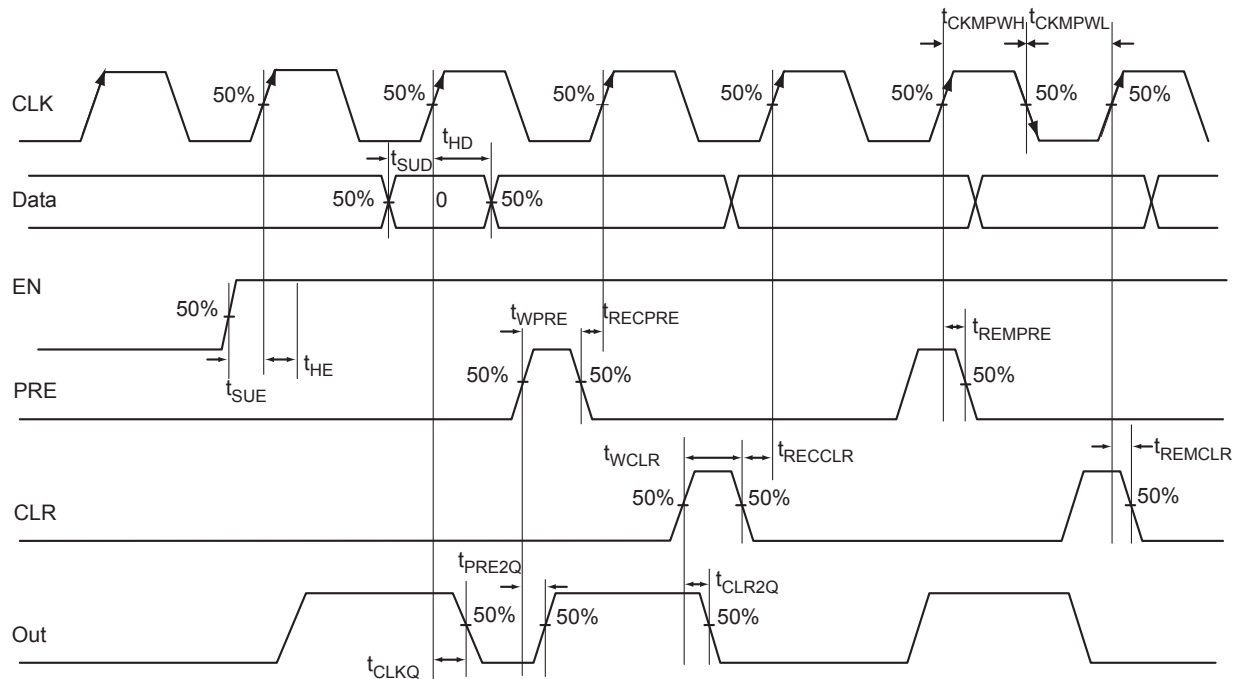 tCKMPWH tCKMPWL
CLK
50% 50% 50% 50% 50% 50% 50%
tSUD tHD
Data
50% 0 50%
EN
50%
tSUE tHE
tWPRE tRECPRE tREMPRE
PRE
50% 50% 50%
tWCLR tRECCLR tREMCLR
CLR
50% 50% 50%
tPRE2Q tCLR2Q
Out
50% 50% 50%
tCLKQ